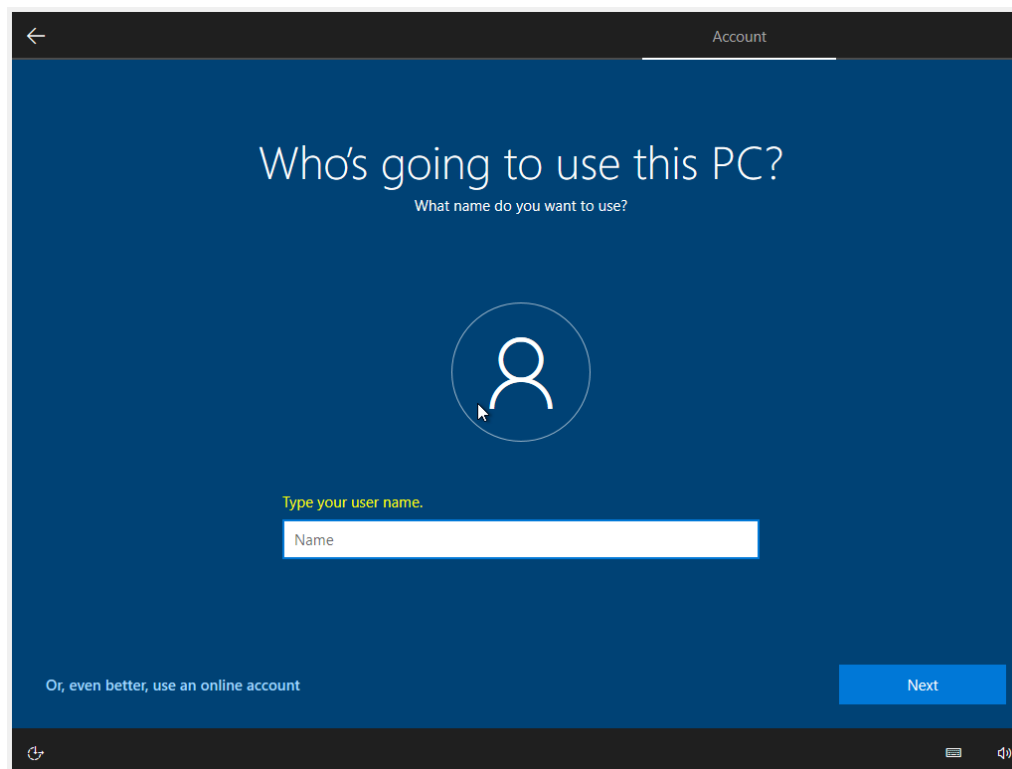 Account
Who's going to use this PC?
What name do you want to use?
Type your user name.
Name
Or, even better, use an online account
Next